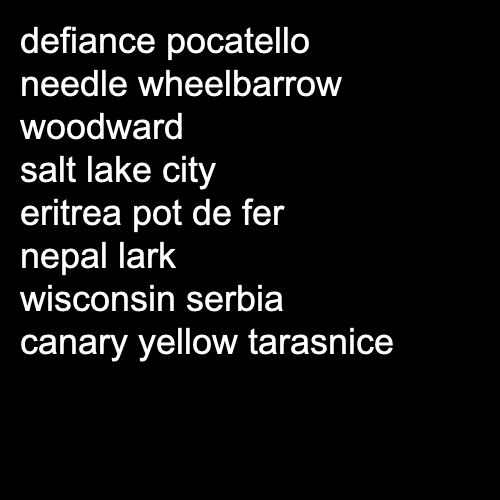 defiance pocatello
needle wheelbarrow
woodward
salt lake city
eritrea pot de fer
nepal lark
wisconsin serbia
canary yellow tarasnice